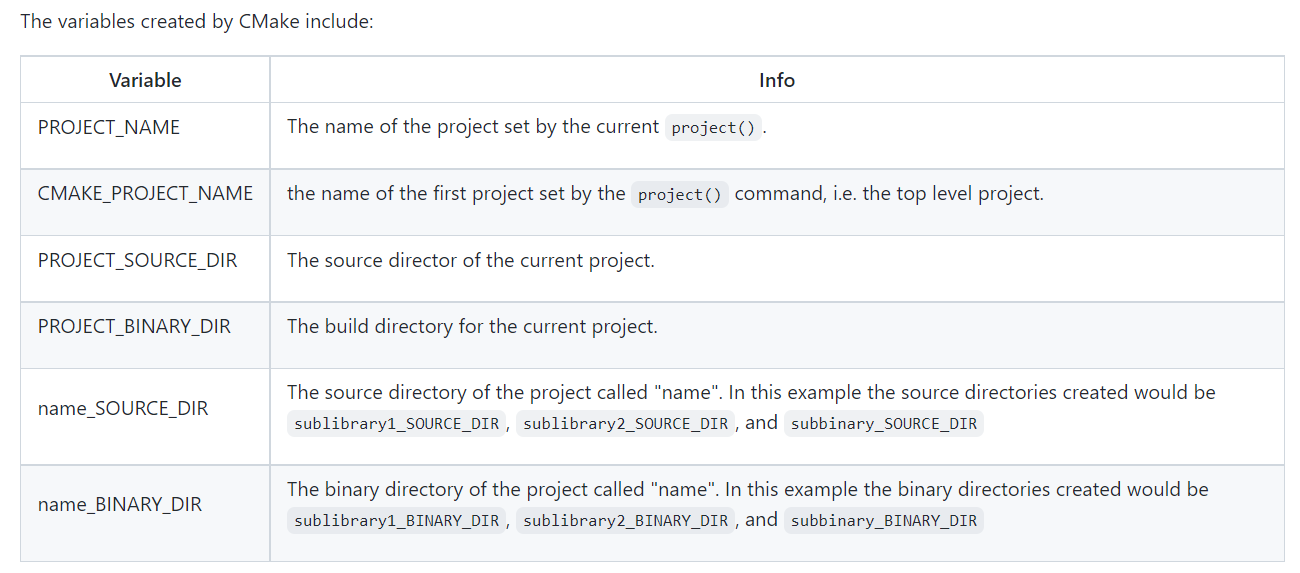 The variables created by CMake include:
Variable
Info
PROJECT_NAME
The name of the project set by the current project() .
CMAKE_PROJECT_NAME
the name of the first project set by the project() command, i.e. the top level project.
PROJECT_SOURCE_DIR
The source director of the current project.
PROJECT_BINARY_DIR
The build directory for the current project.
name_SOURCE_DIR
The source directory of the project called "name". In this example the source directories created would be
sublibrary1_SOURCE_DIR , sublibrary2_SOURCE_DIR , and subbinary_SOURCE_DIR
name_BINARY_DIR
The binary directory of the project called "name". In this example the binary directories created would be
sublibrary1_BINARY_DIR , sublibrary2_BINARY_DIR , and subbinary_BINARY_DIR